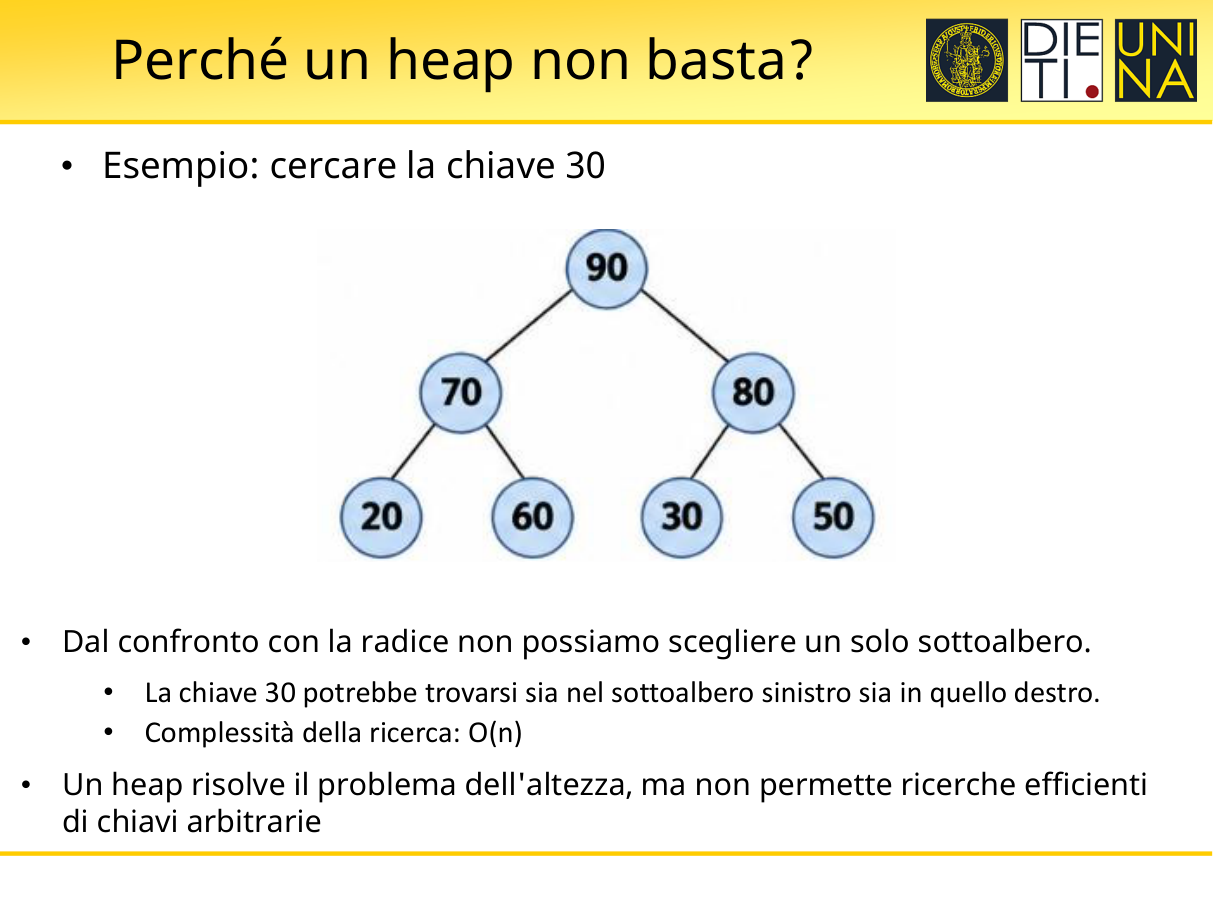 Perché un heap non basta?
DIE
TI.
UNI
NA
• Esempio: cercare la chiave 30
90
70 80
20 60 30 50
• Dal confronto con la radice non possiamo scegliere un solo sottoalbero.
• La chiave 30 potrebbe trovarsi sia nel sottoalbero sinistro sia in quello destro.
• Complessità della ricerca: O(n)
• Un heap risolve il problema dell'altezza, ma non permette ricerche efficienti
di chiavi arbitrarie